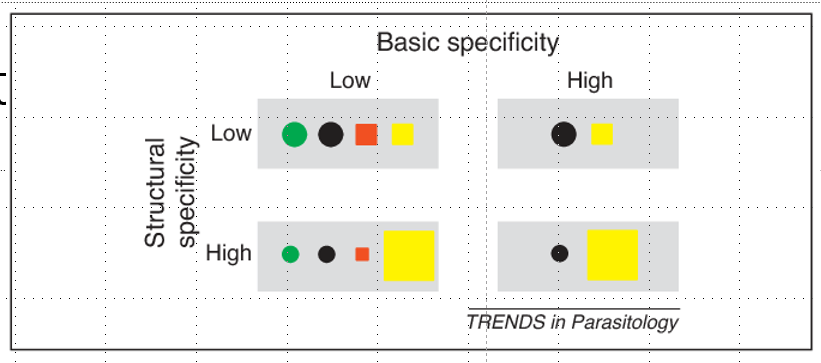 Basic specificity
Low
High
Structural
specificity
Low
High
TRENDS in Parasitology